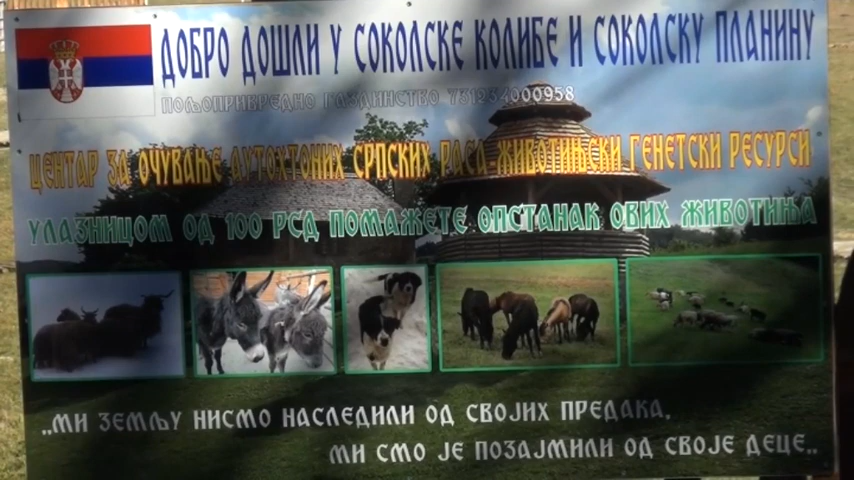 ДОБРО ДОШЛИ У СОКОЛСКЕ КОЛИБЕ И СОКОЛСКУ ПЛАНИНУ
ПОЉОПРИВРЕДНО ГАЗДИНСТВО 731234000958
ЦЕНТАР ЗА ОЧУВАЊЕ АУТОХТОНИХ СРПСКИХ РАСА-ЖИВОТИЊСКИ ГЕНЕТСКИ РЕСУРСИ
УЛАЗНИЦОМ ОД 100 РСД ПОМАЖЕТЕ ОПСТАНАК ОВИХ ЖИВОТИЊА
„МИ ЗЕМЉУ НИСМО НАСЛЕДИЛИ ОД СВОЈИХ ПРЕДАКА,
МИ СМО ЈЕ ПОЗАЈМИЛИ ОД СВОЈЕ ДЕЦЕ„